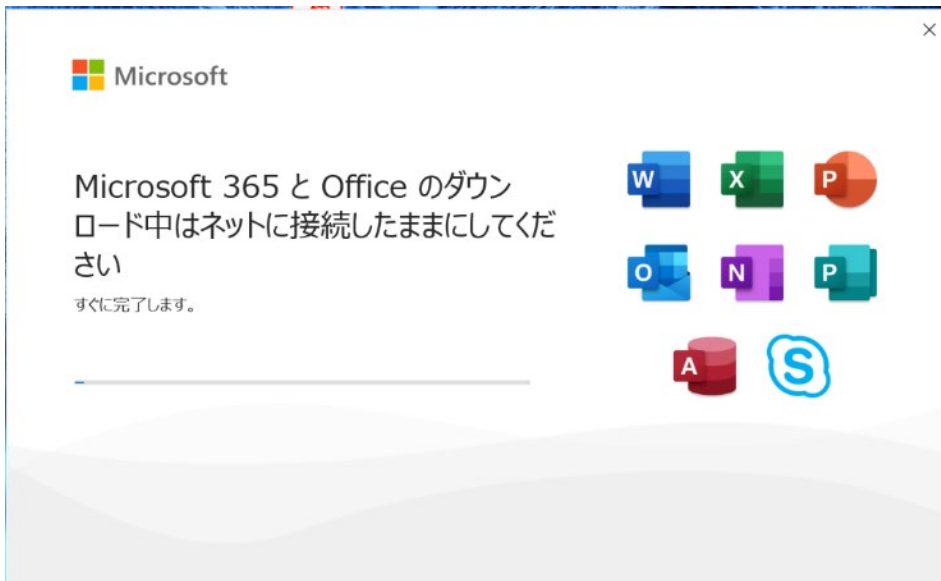 Microsoft
Microsoft 365 と Office のダウン
ロード中はネットに接続したままにしてくだ
さい
すぐに完了します。
W
X
P
O
N
P
A
S